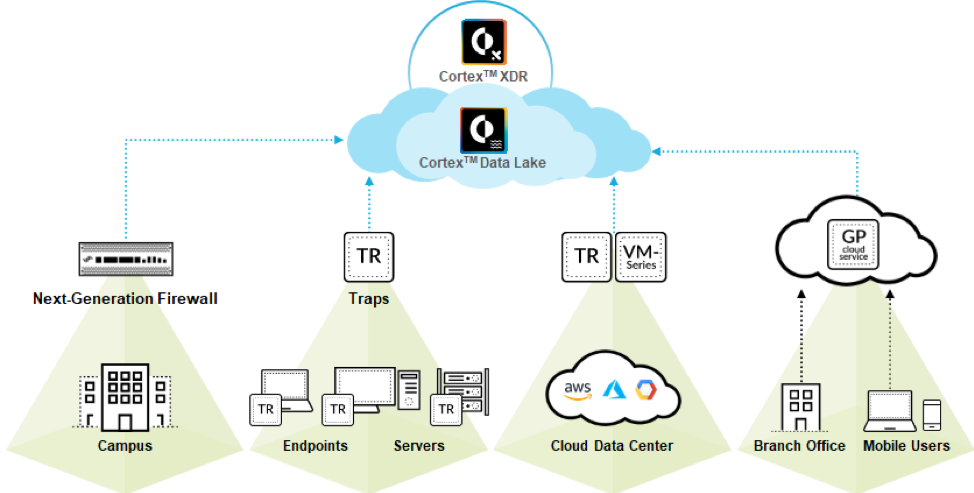 Cortex™ XDR
Cortex™ Data Lake
Next-Generation Firewall
TR
Traps
TR
VM-
Series
GP
cloud
service
Campus
TR
TR
TR
Endpoints
Servers
aws
Cloud Data Center
Branch Office
Mobile Users